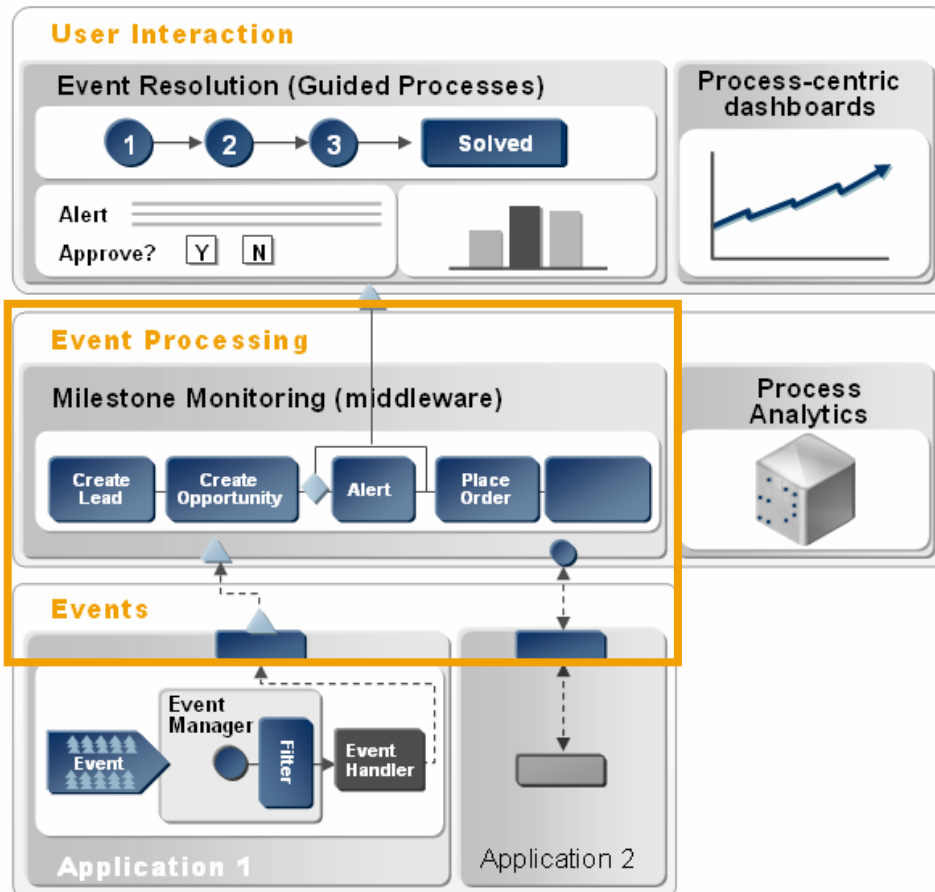 User Interaction
Event Resolution (Guided Processes)
1
2
3
Solved
Alert
Approve?
Y
N
Process-centric
dashboards
Event Processing
Milestone Monitoring (middleware)
Create
Lead
Create
Opportunity
Alert
Place
Order
Process
Analytics
Events
Event
Event
Manager
Filter
Event
Handler
Application 1
Application 2